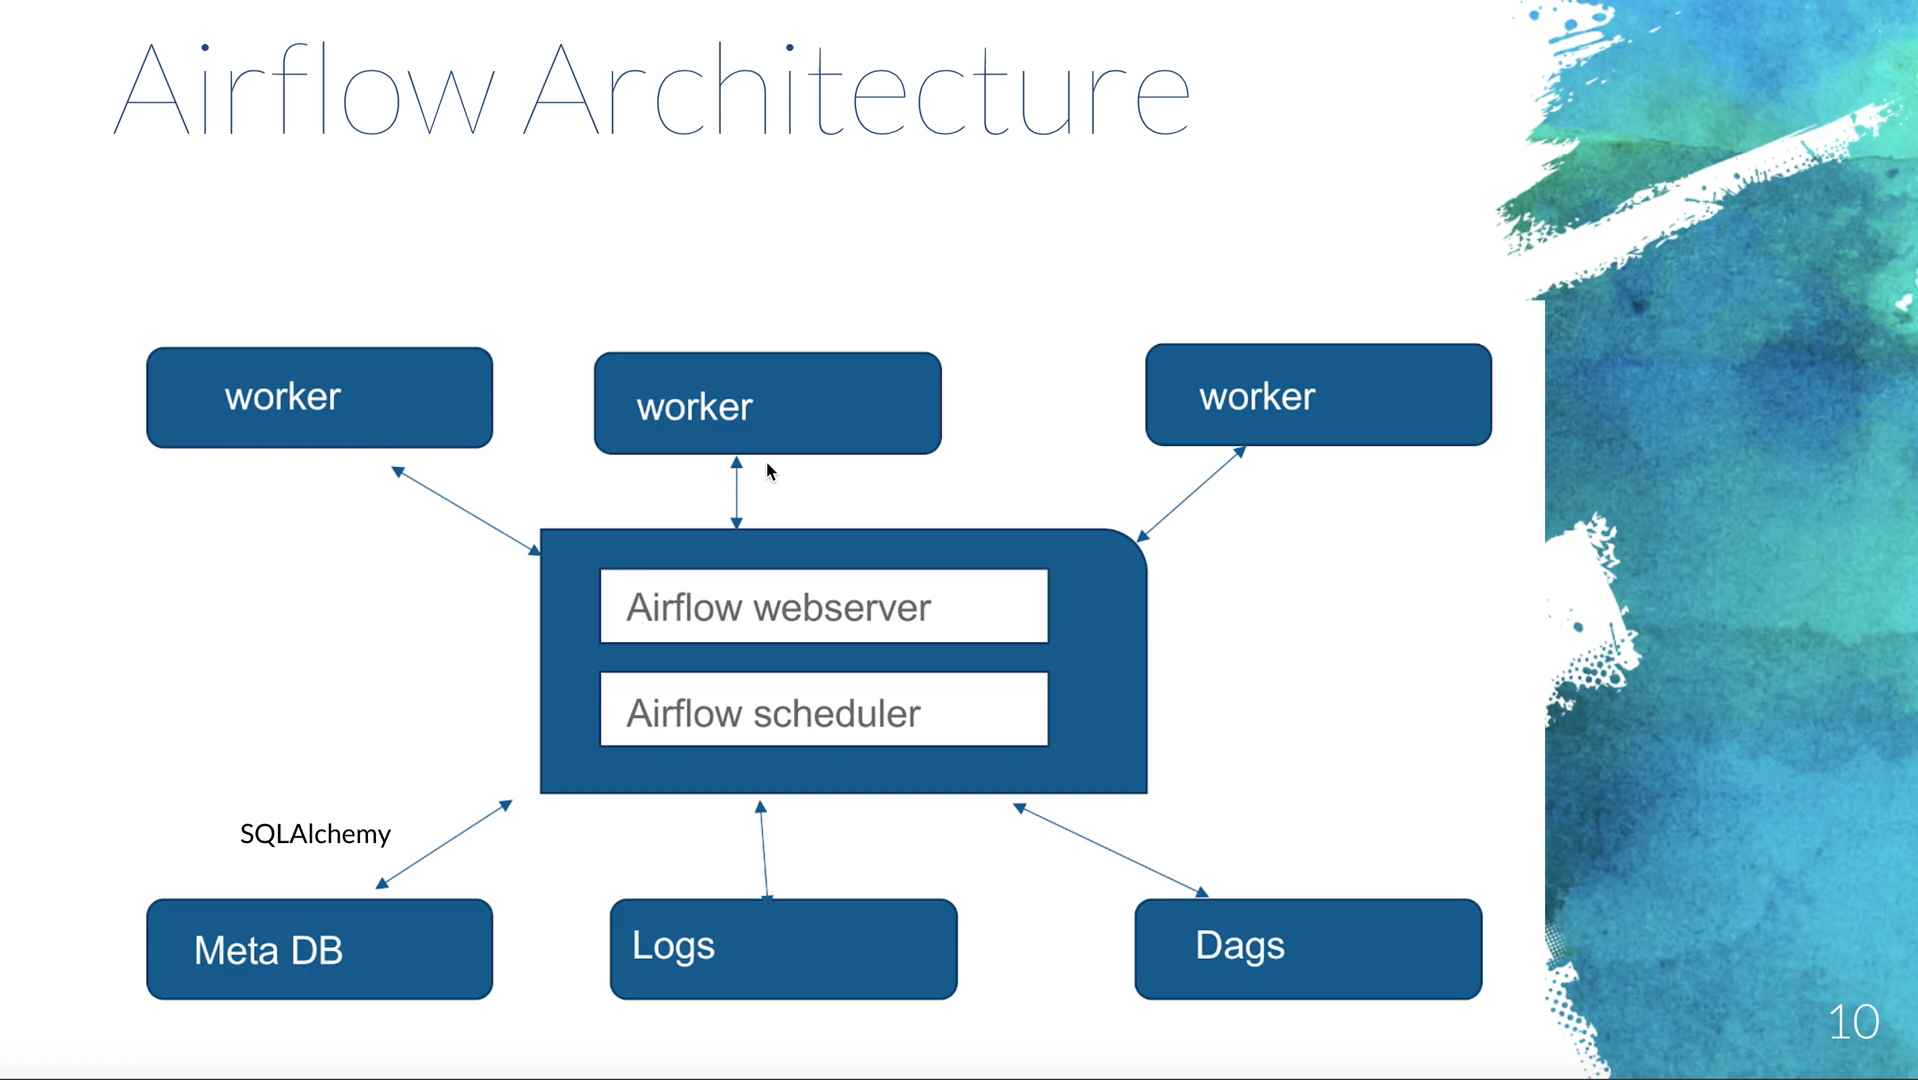 Airflow Architecture
worker
worker
worker
Airflow webserver
Airflow scheduler
SQLAlchemy
Meta DB
Logs
Dags
10